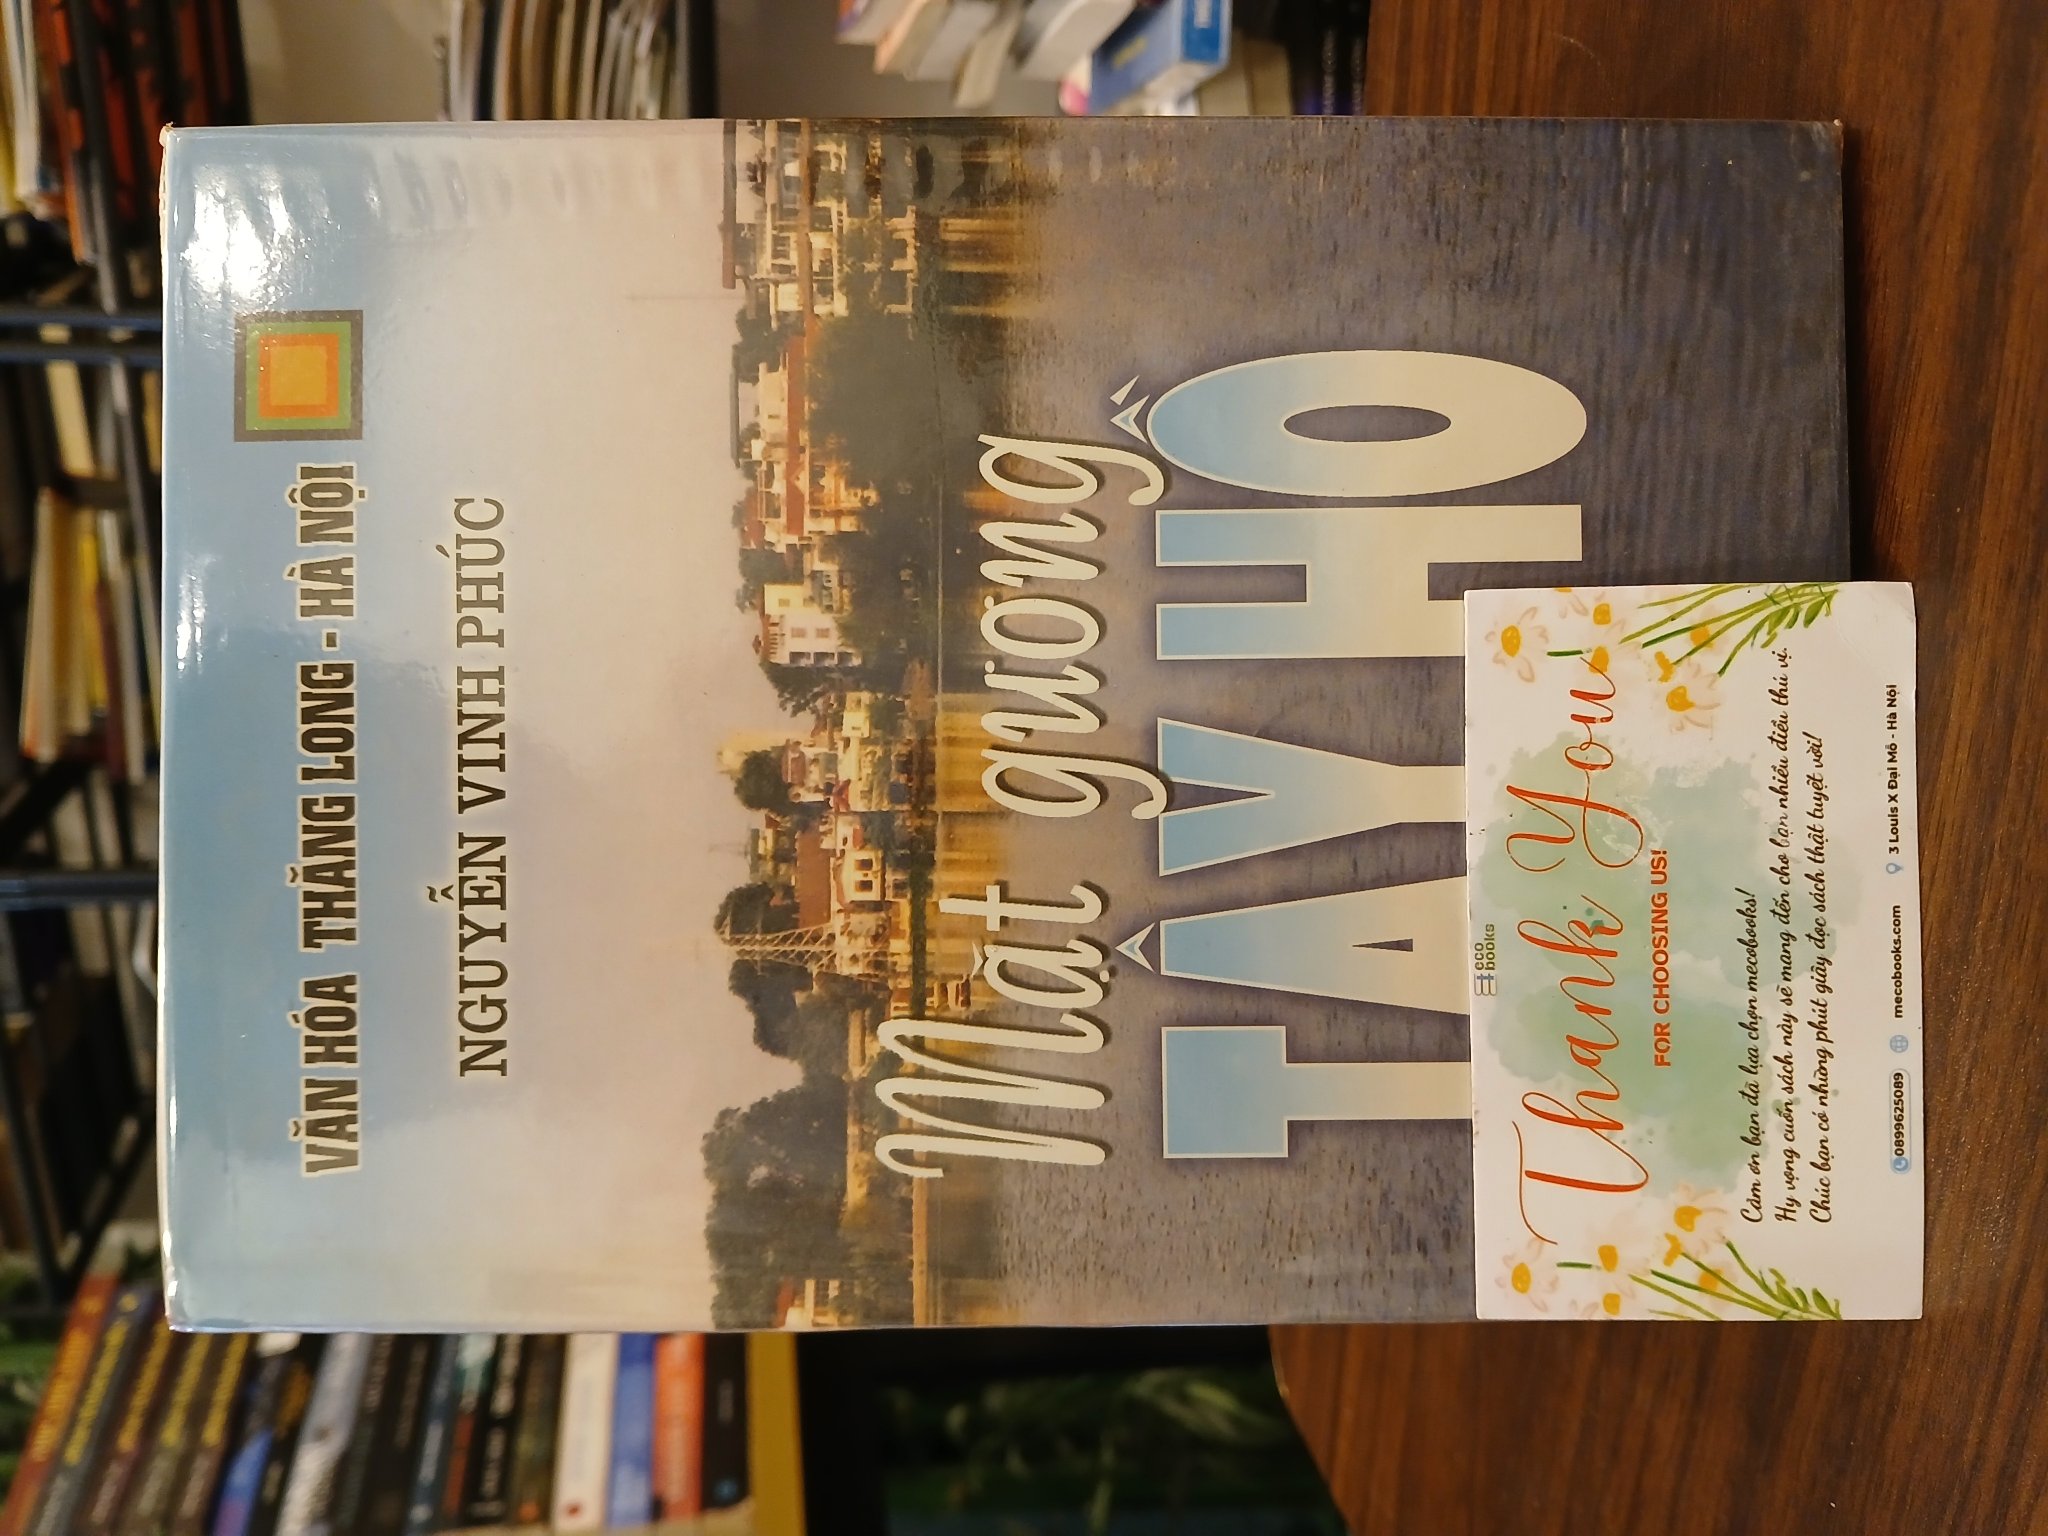 VĂN HÓA THĂNG LONG - HÀ NỘI
NGUYỄN VINH PHÚC
Mặt gương
TÂY HỒ
eco
books
Thank You
FOR CHOOSING US!
Cảm ơn bạn đã lựa chọn mecobooks!
Hy vọng cuốn sách này sẽ mang đến cho bạn nhiều điều thú vị.
Chúc bạn có những phút giây đọc sách thật tuyệt vời!
0899625089 mecobooks.com 3 Louis X Đại Mỗ - Hà Nội